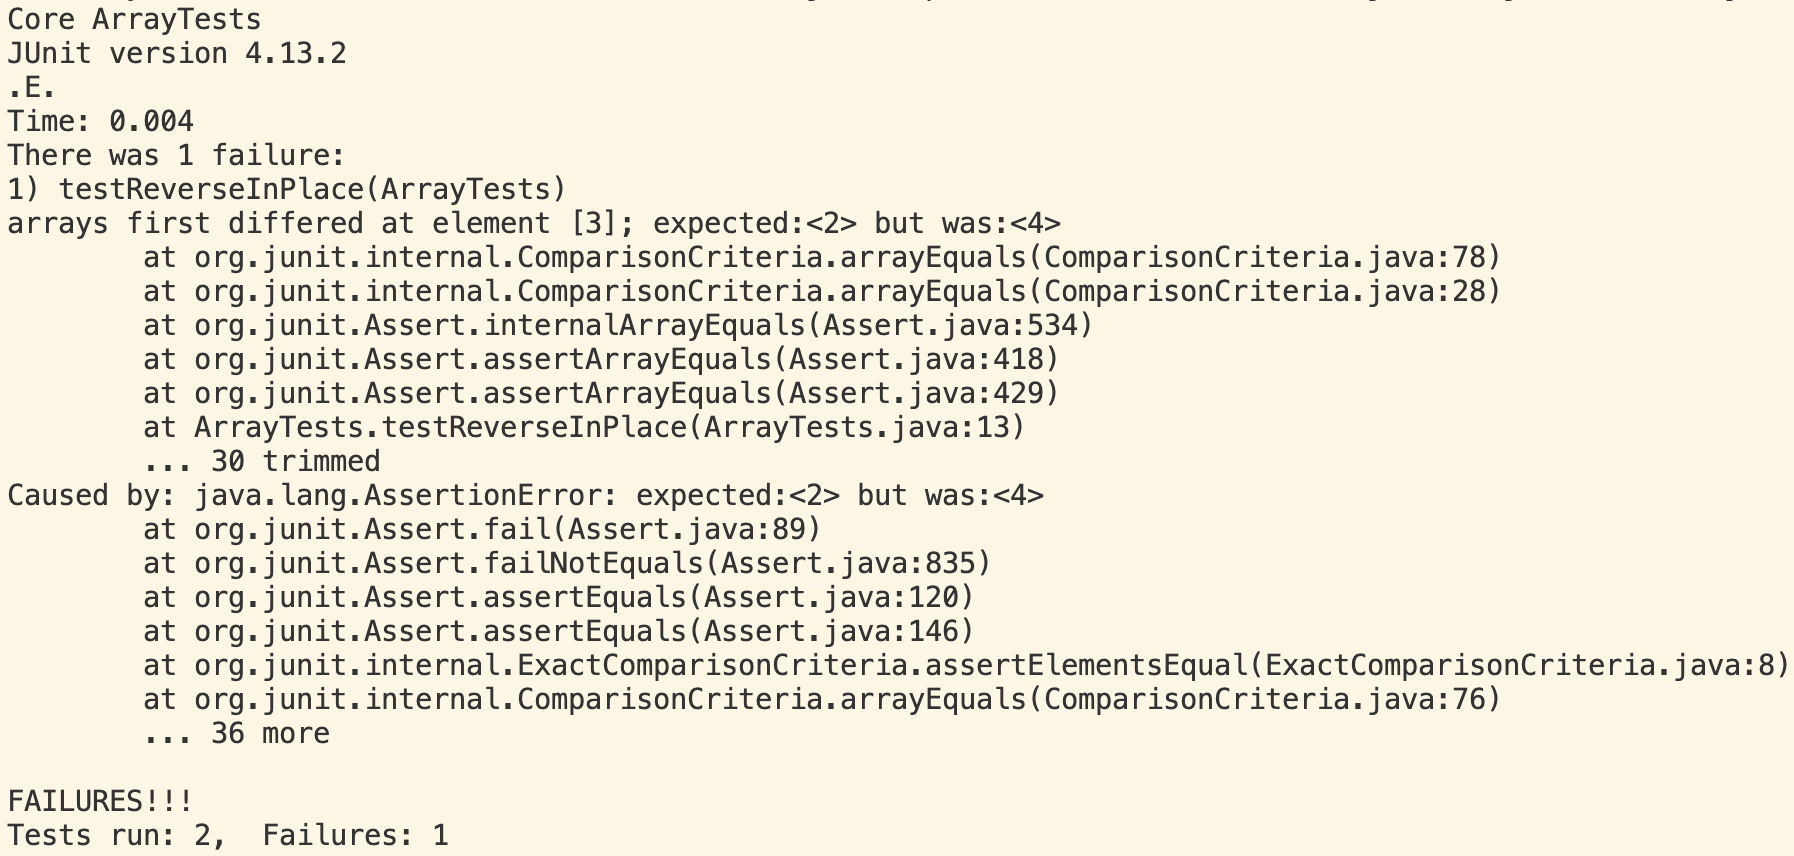 Core ArrayTests
JUnit version 4.13.2
.E.
Time: 0.004
There was 1 failure:
1) testReverseInPlace(ArrayTests)
arrays first differed at element [3]; expected:<2> but was:<4>
        at org.junit.internal.ComparisonCriteria.arrayEquals(ComparisonCriteria.java:78)
        at org.junit.internal.ComparisonCriteria.arrayEquals(ComparisonCriteria.java:28)
        at org.junit.Assert.internalArrayEquals(Assert.java:534)
        at org.junit.Assert.assertArrayEquals(Assert.java:418)
        at org.junit.Assert.assertArrayEquals(Assert.java:429)
        at ArrayTests.testReverseInPlace(ArrayTests.java:13)
        ... 30 trimmed
Caused by: java.lang.AssertionError: expected:<2> but was:<4>
        at org.junit.Assert.fail(Assert.java:89)
        at org.junit.Assert.failNotEquals(Assert.java:835)
        at org.junit.Assert.assertEquals(Assert.java:120)
        at org.junit.Assert.assertEquals(Assert.java:146)
        at org.junit.internal.ExactComparisonCriteria.assertElementsEqual(ExactComparisonCriteria.java:8)
        at org.junit.internal.ComparisonCriteria.arrayEquals(ComparisonCriteria.java:76)
        ... 36 more

FAILURES!!!
Tests run: 2,  Failures: 1